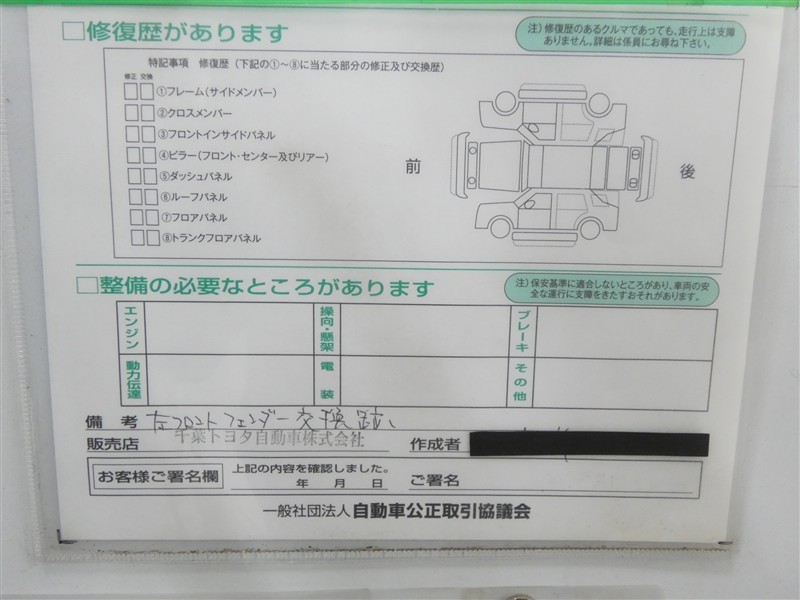 □修復歴があります
注）修復歴のあるクルマであっても、走行上は支障ありません。詳細は係員にお尋ね下さい。
特記事項 修復歴（下記の①～⑧に当たる部分の修正及び交換歴）
修正 交換
①フレーム（サイドメンバー）
②クロスメンバー
③フロントインサイドパネル
④ピラー（フロント・センター及びリアー）
⑤ダッシュパネル
⑥ルーフパネル
⑦フロアパネル
⑧トランクフロアパネル
前
後
□整備の必要なところがあります
注）保安基準に適合しないところがあり、車両の安全な運行に支障をきたすおそれがあります。
エンジン
操向・懸架
ブレーキ
動力伝達
電装
その他
備考 左フロントフェンダー交換跡、
販売店 千葉トヨタ自動車株式会社 作成者
お客様ご署名欄
上記の内容を確認しました。
年 月 日
ご署名
一般社団法人 自動車公正取引協議会